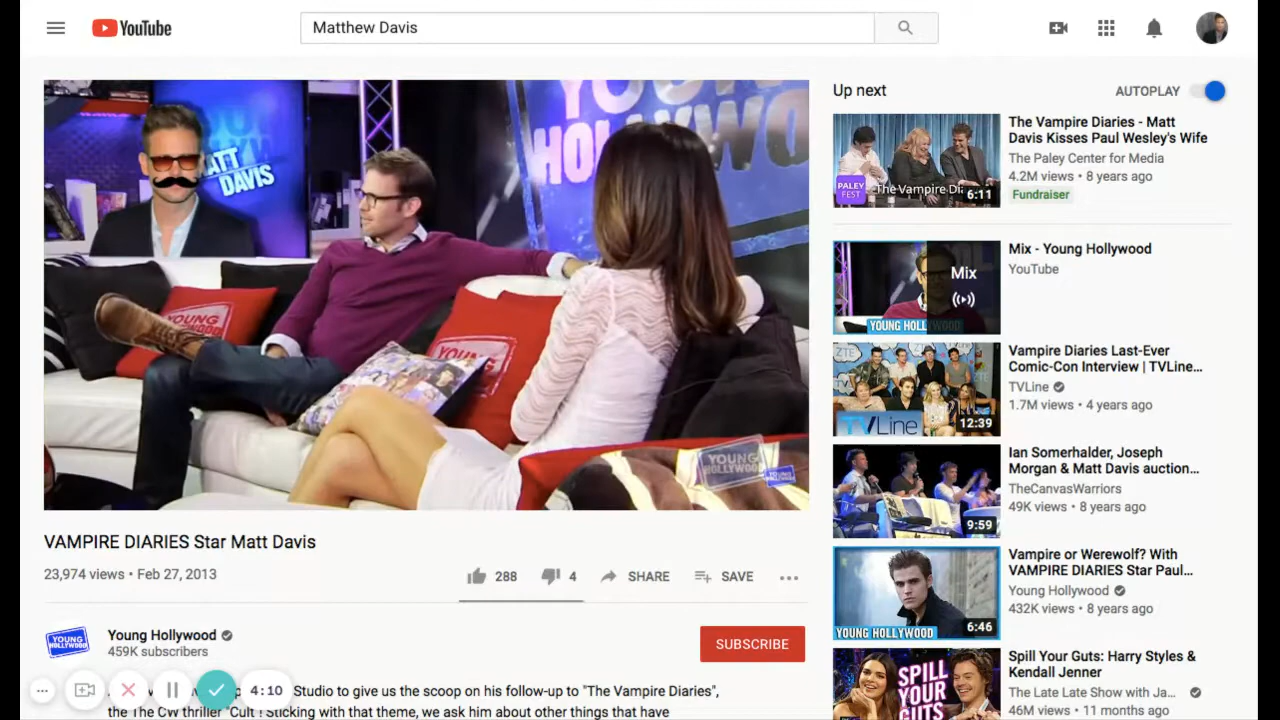 YouTube
Matthew Davis
YOUNG
HOLLYWO
MATT
DAVIS
YOUNG
HOLLYWOOD
YOUNG
YOUNG
HOLLYWOOD
VAMPIRE DIARIES Star Matt Davis
23,974 views • Feb 27, 2013
288
4
SHARE
SAVE
YOUNG
HOLLYWOOD
Young Hollywood
459K subscribers
SUBSCRIBE
4:10
Studio to give us the scoop on his follow-up to "The Vampire Diaries",
the The CW thriller "Cult"! Sticking with that theme, we ask him about other things that have
Up next
AUTOPLAY
PALEY
FEST
The Vampire Di
6:11
The Vampire Diaries - Matt
Davis Kisses Paul Wesley's Wife
The Paley Center for Media
4.2M views • 8 years ago
Fundraiser
Mix
YOUNG HOLLYWOOD
Mix - Young Hollywood
YouTube
ZTE
TVLine
12:39
Vampire Diaries Last-Ever
Comic-Con Interview | TVLine...
TVLine
1.7M views • 4 years ago
9:59
Ian Somerhalder, Joseph
Morgan & Matt Davis auction...
TheCanvasWarriors
49K views • 8 years ago
YOUNG HOLLYWOOD
6:46
Vampire or Werewolf? With
VAMPIRE DIARIES Star Paul...
Young Hollywood
432K views • 8 years ago
SPILL
YOUR
GUTS
Spill Your Guts: Harry Styles &
Kendall Jenner
The Late Late Show with Ja...
46M views • 11 months ago